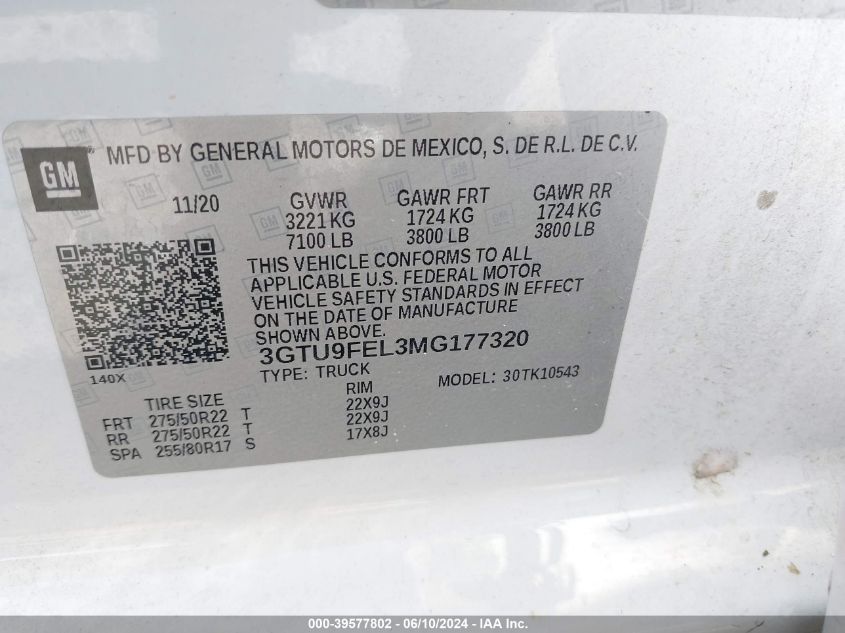 GM
MFD BY GENERAL MOTORS DE MEXICO, S. DE R.L. DE C.V.
11/20 GVWR GAWR FRT GAWR RR
3221 KG 1724 KG 1724 KG
7100 LB 3800 LB 3800 LB
THIS VEHICLE CONFORMS TO ALL
APPLICABLE U.S. FEDERAL MOTOR
VEHICLE SAFETY STANDARDS IN EFFECT
ON THE DATE OF MANUFACTURE
SHOWN ABOVE.
3GTU9FEL3MG177320
140X TYPE: TRUCK MODEL: 30TK10543
TIRE SIZE RIM
FRT 275/50R22 T 22X9J
RR 275/50R22 T 22X9J
SPA 255/80R17 S 17X8J
000-39577802 - 06/10/2024 - IAA Inc.